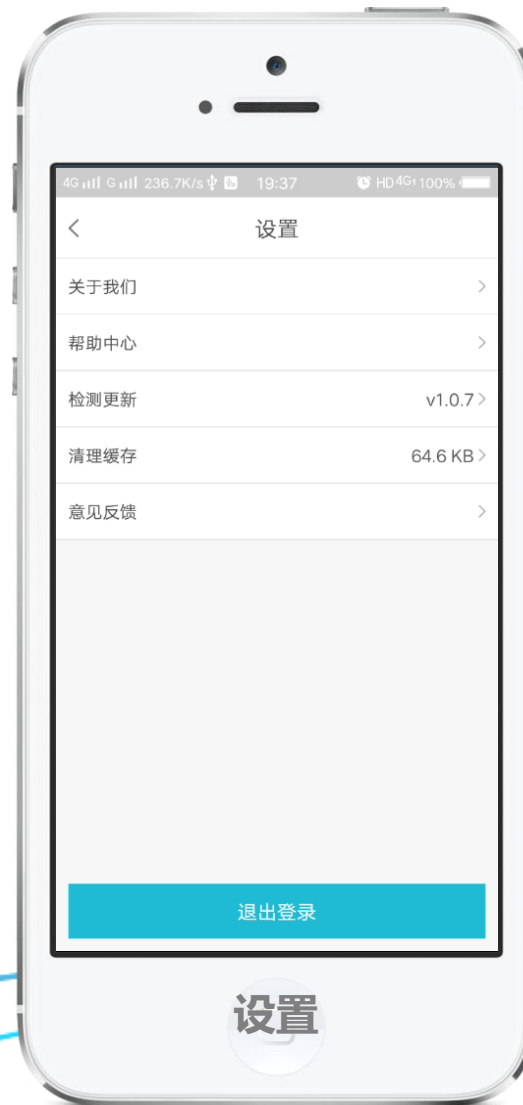 4G G 236.7K/s 19:37 HD 4G 100%
设置
关于我们
帮助中心
检测更新 v1.0.7
清理缓存 64.6 KB
意见反馈
退出登录
设置